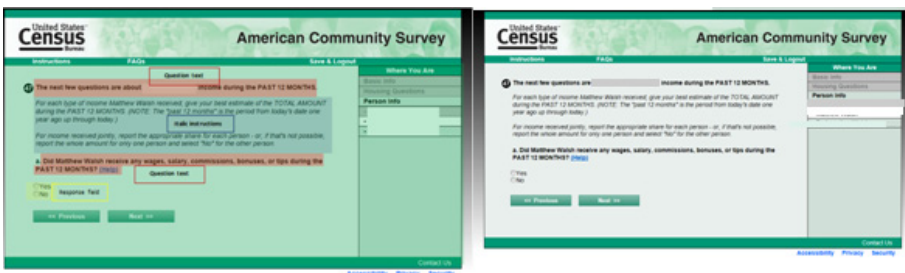 United States
Census
Bureau
American Community Survey
Instructions
FAQs
Save & Logout
Where You Are
Basic Info
Housing Questions
Person Info
Question text
The next few questions are about income during the PAST 12 MONTHS.
For each type of income Matthew Walsh received, give your best estimate of the TOTAL AMOUNT
during the PAST 12 MONTHS. (NOTE: The "past 12 months" is the period from today's date one
year ago up through today.)
Italic instructions
For income received jointly, report the appropriate share for each person - or, if that's not possible,
report the whole amount for only one person and select "No" for the other person.
a. Did Matthew Walsh receive any wages, salary, commissions, bonuses, or tips during the
PAST 12 MONTHS? (Help)
Question text
Yes
No
Response field
<< Previous
Next >>
Contact Us
Accessibility Privacy Security
United States
Census
Bureau
American Community Survey
Instructions
FAQs
Save & Logout
Where You Are
Basic Info
Housing Questions
Person Info
The next few questions are income during the PAST 12 MONTHS.
For each type of income Matthew Walsh received, give your best estimate of the TOTAL AMOUNT
during the PAST 12 MONTHS. (NOTE: The "past 12 months" is the period from today's date one
year ago up through today.)
For income received jointly, report the appropriate share for each person - or, if that's not possible,
report the whole amount for only one person and select "No" for the other person.
a. Did Matthew Walsh receive any wages, salary, commissions, bonuses, or tips during the
PAST 12 MONTHS? (Help)
Yes
No
<< Previous
Next >>
Contact Us
Accessibility Privacy Security